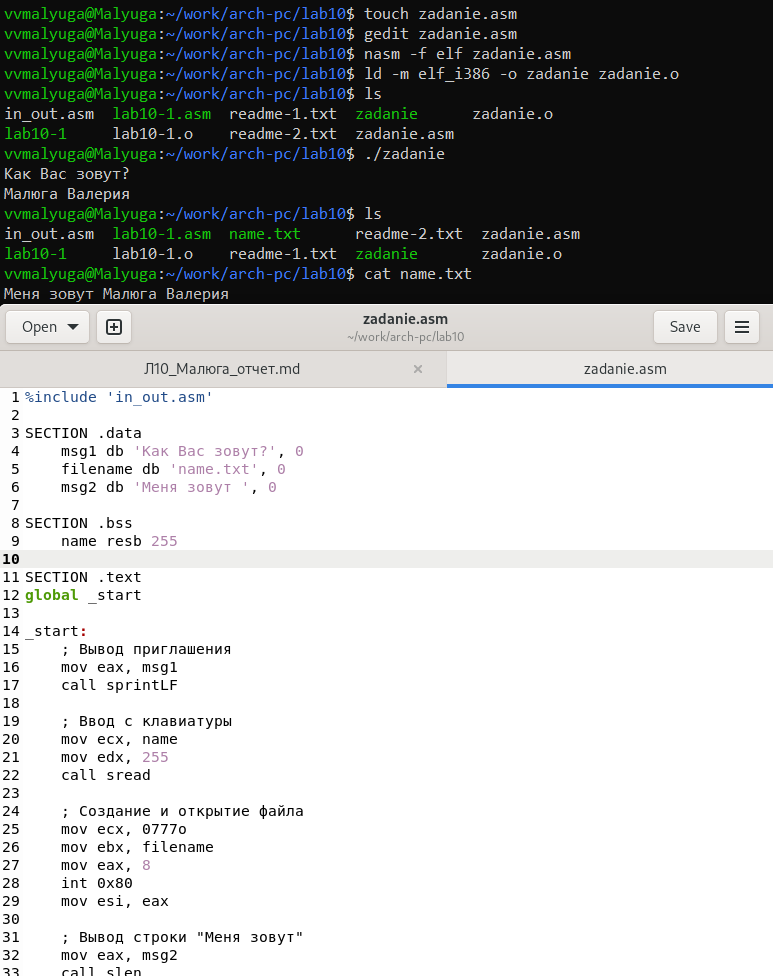 vvmalyuga@Malyuga:~/work/arch-pc/lab10$ touch zadanie.asm
vvmalyuga@Malyuga:~/work/arch-pc/lab10$ gedit zadanie.asm
vvmalyuga@Malyuga:~/work/arch-pc/lab10$ nasm -f elf zadanie.asm
vvmalyuga@Malyuga:~/work/arch-pc/lab10$ ld -m elf_i386 -o zadanie zadanie.o
vvmalyuga@Malyuga:~/work/arch-pc/lab10$ ls
in_out.asm  lab10-1.asm  readme-1.txt  zadanie      zadanie.o
lab10-1     lab10-1.o    readme-2.txt  zadanie.asm
vvmalyuga@Malyuga:~/work/arch-pc/lab10$ ./zadanie
Как Вас зовут?
Малюга Валерия
vvmalyuga@Malyuga:~/work/arch-pc/lab10$ ls
in_out.asm  lab10-1.asm  name.txt      readme-2.txt  zadanie.asm
lab10-1     lab10-1.o    readme-1.txt  zadanie       zadanie.o
vvmalyuga@Malyuga:~/work/arch-pc/lab10$ cat name.txt
Меня зовут Малюга Валерия
Open zadanie.asm Save
~/work/arch-pc/lab10
Л10_Малюга_отчет.md × zadanie.asm
1 %include 'in_out.asm'
2
3 SECTION .data
4     msg1 db 'Как Вас зовут?', 0
5     filename db 'name.txt', 0
6     msg2 db 'Меня зовут ', 0
7
8 SECTION .bss
9     name resb 255
10
11 SECTION .text
12 global _start
13
14 _start:
15     ; Вывод приглашения
16     mov eax, msg1
17     call sprintLF
18
19     ; Ввод с клавиатуры
20     mov ecx, name
21     mov edx, 255
22     call sread
23
24     ; Создание и открытие файла
25     mov ecx, 0777o
26     mov ebx, filename
27     mov eax, 8
28     int 0x80
29     mov esi, eax
30
31     ; Вывод строки "Меня зовут"
32     mov eax, msg2
33     call slen